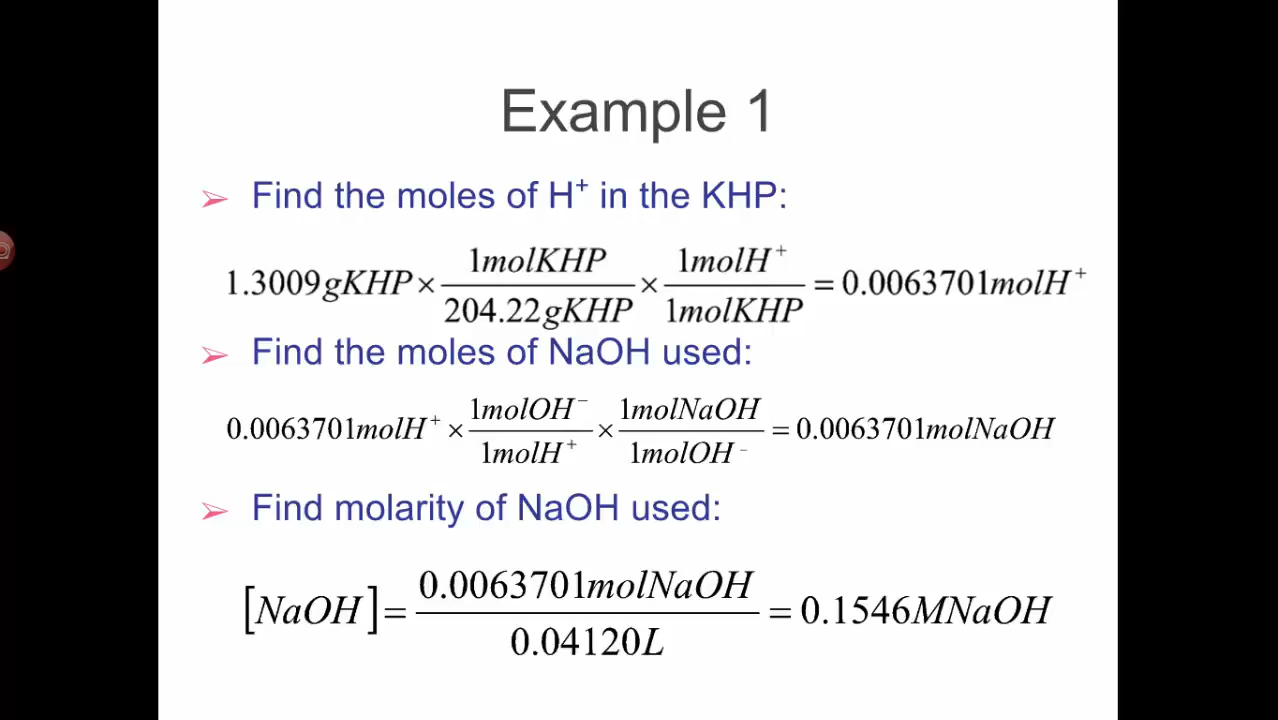 Example 1
➢ Find the moles of H⁺ in the KHP:
1.3009gKHP × 1molKHP/204.22gKHP × 1molH⁺/1molKHP = 0.0063701molH⁺
➢ Find the moles of NaOH used:
0.0063701molH⁺ × 1molOH⁻/1molH⁺ × 1molNaOH/1molOH⁻ = 0.0063701molNaOH
➢ Find molarity of NaOH used:
[NaOH] = 0.0063701molNaOH/0.04120L = 0.1546MNaOH